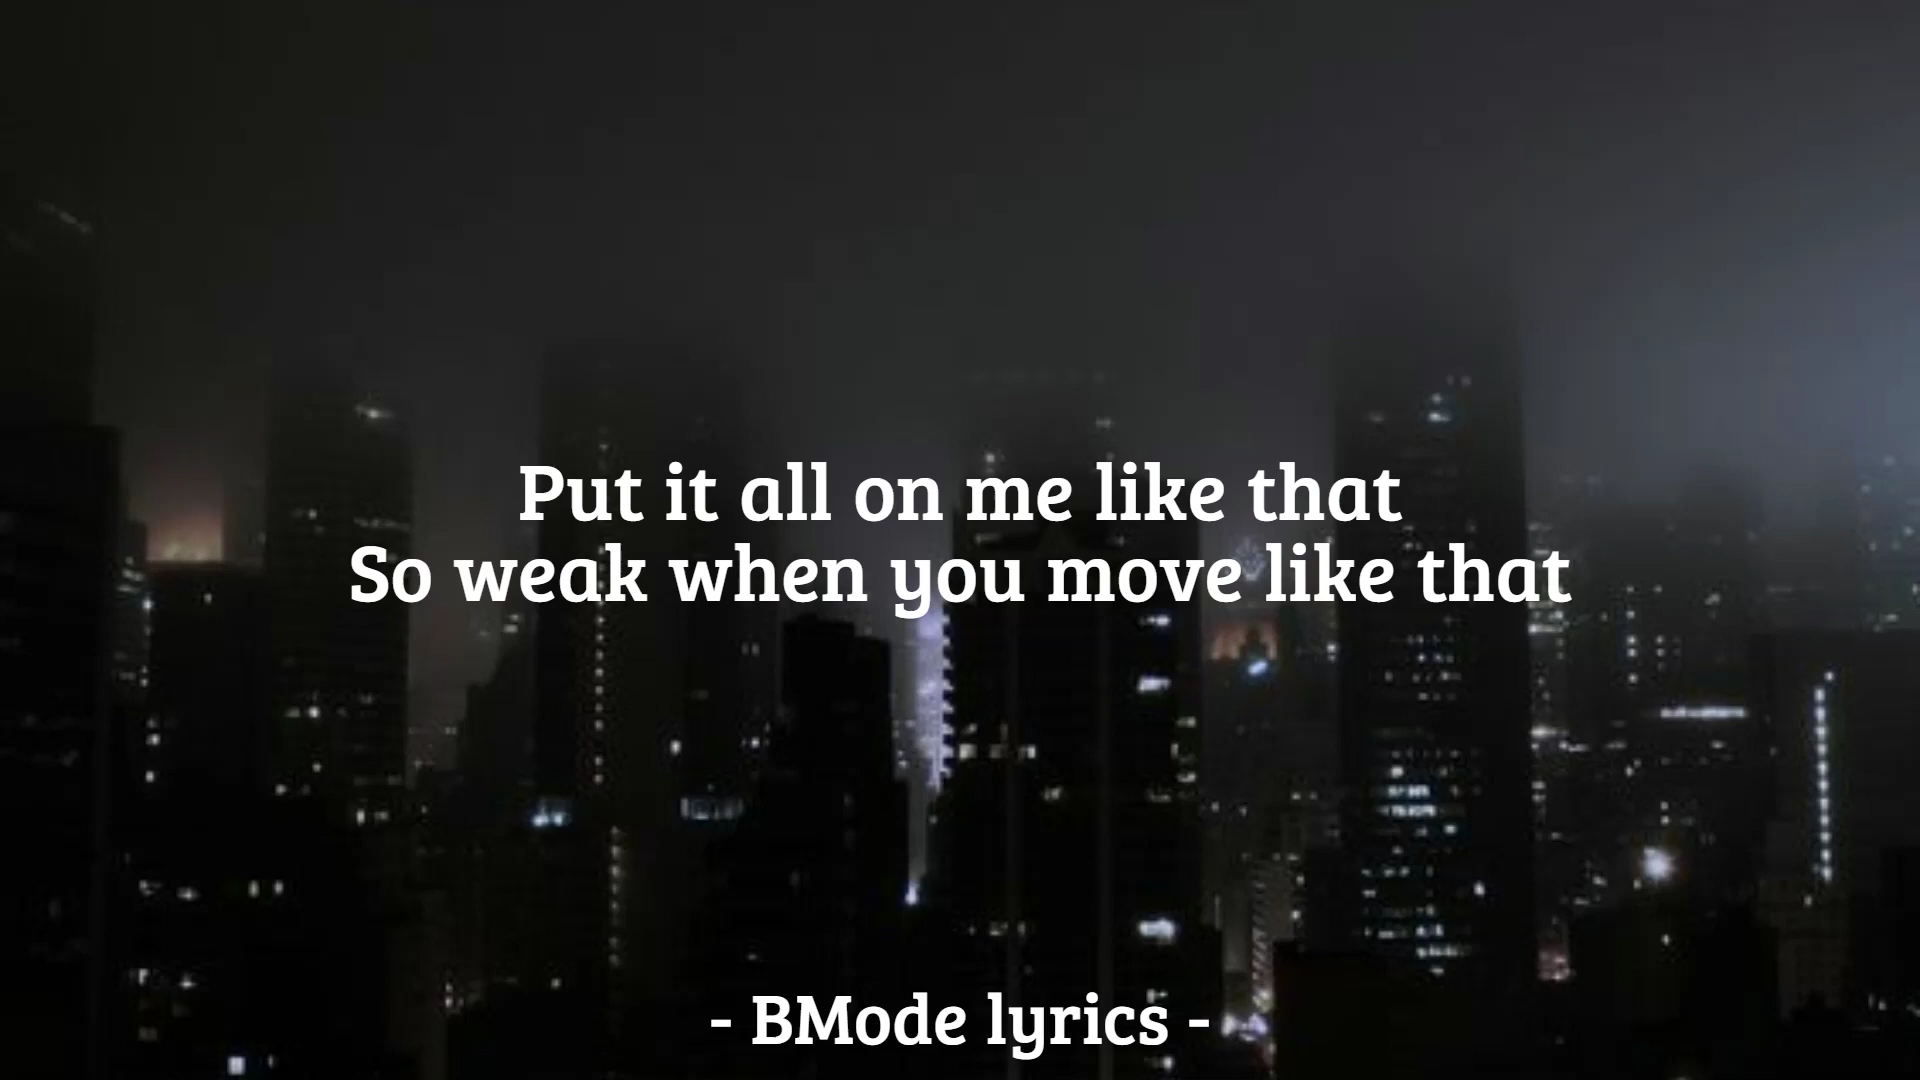 Put it all on me like that
So weak when you move like that
- BMode lyrics -